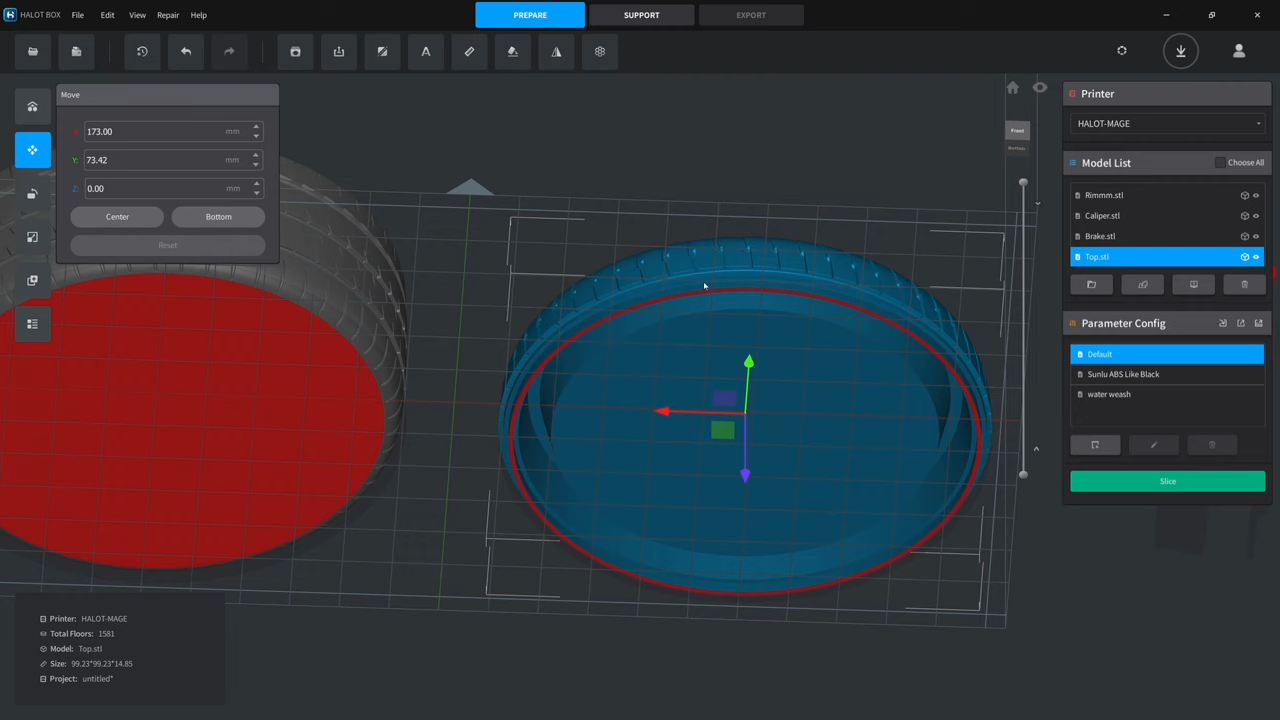 HALOT BOX
File
Edit
View
Repair
Help
PREPARE
SUPPORT
EXPORT
Move
X: 173.00 mm
Y: 73.42 mm
Z: 0.00 mm
Center
Bottom
Reset
Front
Bottom
Printer
HALOT-MAGE
Model List
Choose All
Rimmm.stl
Caliper.stl
Brake.stl
Top.stl
Parameter Config
Default
Sunlu ABS Like Black
water weash
Slice
Printer: HALOT-MAGE
Total Floors: 1581
Model: Top.stl
Size: 99.23*99.23*14.85
Project: untitled*